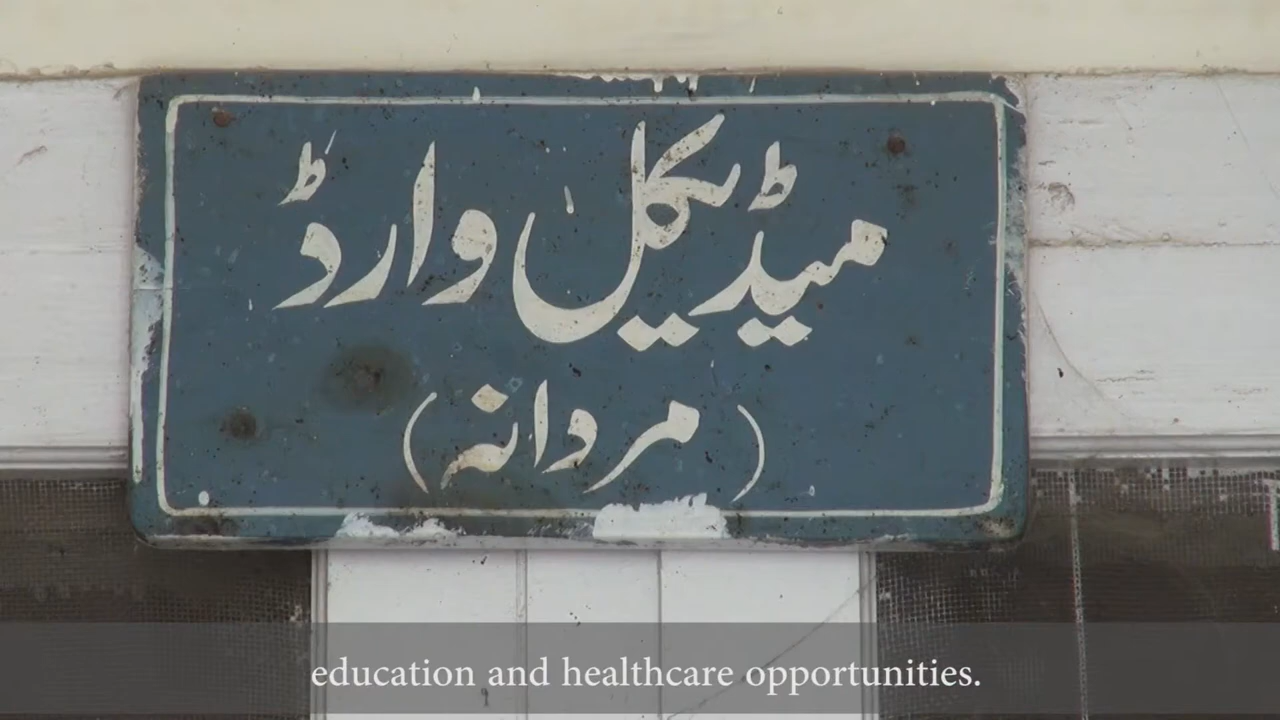 میڈیکل وارڈ
(مردانہ)
education and healthcare opportunities.